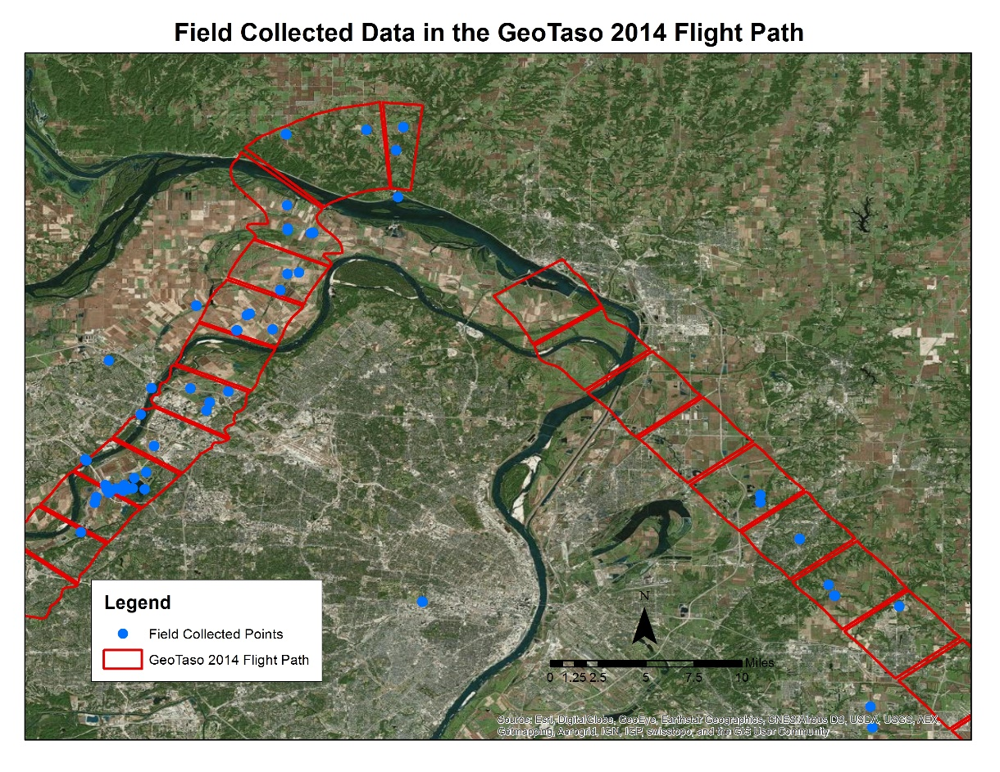 Field Collected Data in the GeoTaso 2014 Flight Path
N
Miles
0 1.25 2.5 5 7.5 10
Legend
Field Collected Points
GeoTaso 2014 Flight Path
Source: Esri, DigitalGlobe, GeoEye, Earthstar Geographics, CNES/Airbus DS, USDA, USGS, AEX,
Getmapping, Aerogrid, IGN, IGP, swisstopo, and the GIS User Community